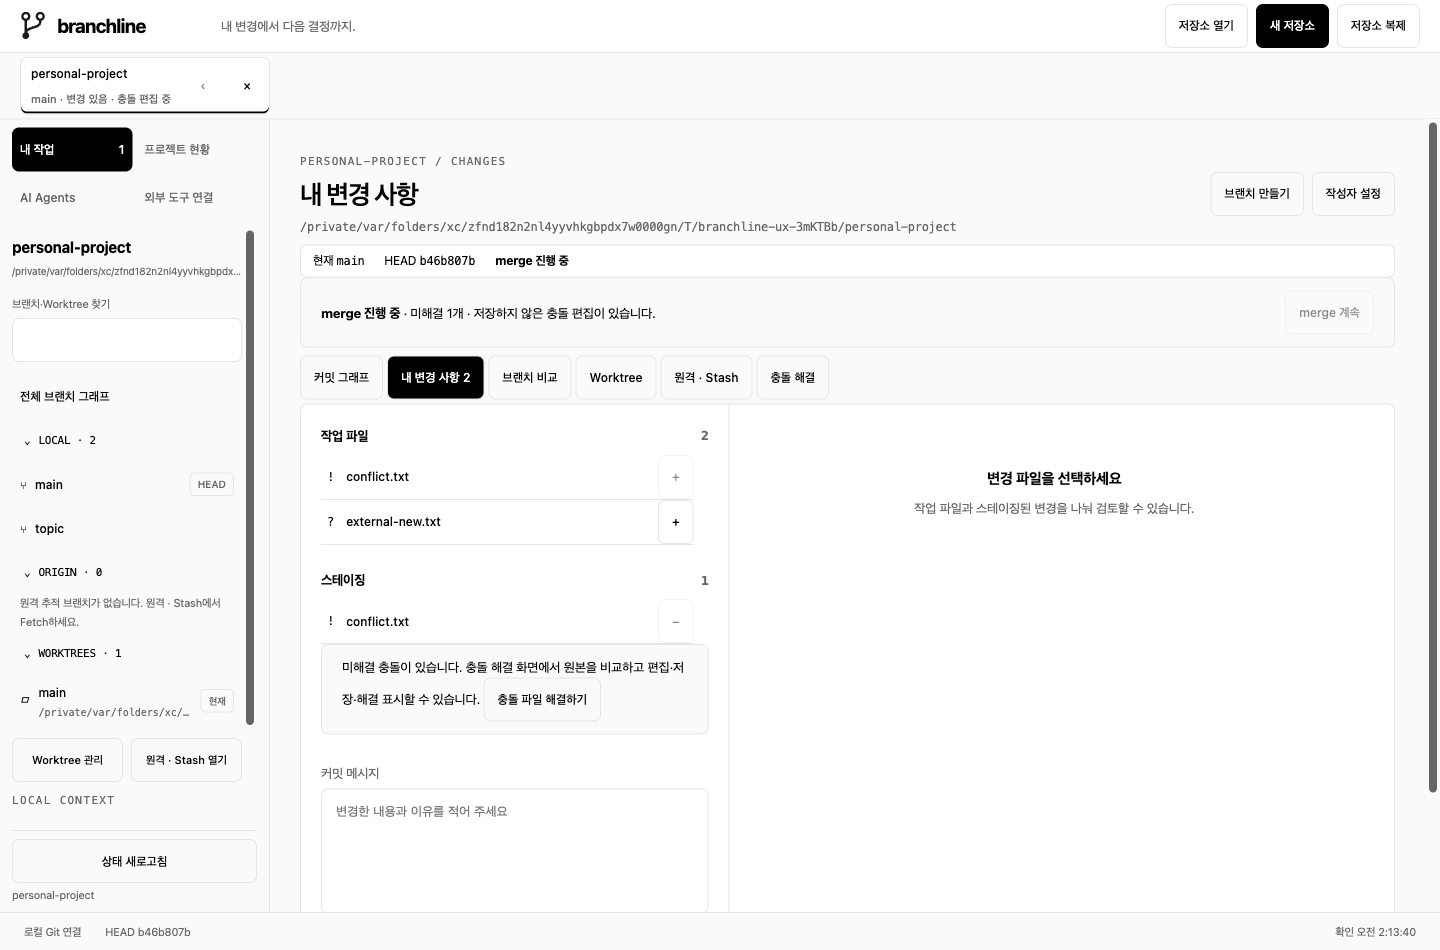 branchline
내 변경에서 다음 결정까지.
저장소 열기
새 저장소
저장소 복제
personal-project
main · 변경 있음 · 충돌 편집 중
내 작업 1
프로젝트 현황
AI Agents
외부 도구 연결
personal-project
/private/var/folders/xc/zfnd182n2nl4yyvhkgbpdx...
브랜치·Worktree 찾기
전체 브랜치 그래프
LOCAL · 2
main HEAD
topic
ORIGIN · 0
원격 추적 브랜치가 없습니다. 원격 · Stash에서
Fetch하세요.
WORKTREES · 1
main
/private/var/folders/xc/…
현재
Worktree 관리
원격 · Stash 열기
LOCAL CONTEXT
상태 새로고침
personal-project
PERSONAL-PROJECT / CHANGES
내 변경 사항
/private/var/folders/xc/zfnd182n2nl4yyvhkgbpdx7w0000gn/T/branchline-ux-3mKTBb/personal-project
브랜치 만들기
작성자 설정
현재 main HEAD b46b807b merge 진행 중
merge 진행 중 · 미해결 1개 · 저장하지 않은 충돌 편집이 있습니다.
merge 계속
커밋 그래프
내 변경 사항 2
브랜치 비교
Worktree
원격 · Stash
충돌 해결
작업 파일 2
! conflict.txt +
? external-new.txt +
스테이징 1
! conflict.txt −
미해결 충돌이 있습니다. 충돌 해결 화면에서 원본을 비교하고 편집·저
장·해결 표시할 수 있습니다. 충돌 파일 해결하기
커밋 메시지
변경한 내용과 이유를 적어 주세요
변경 파일을 선택하세요
작업 파일과 스테이징된 변경을 나눠 검토할 수 있습니다.
로컬 Git 연결
HEAD b46b807b
확인 오전 2:13:40